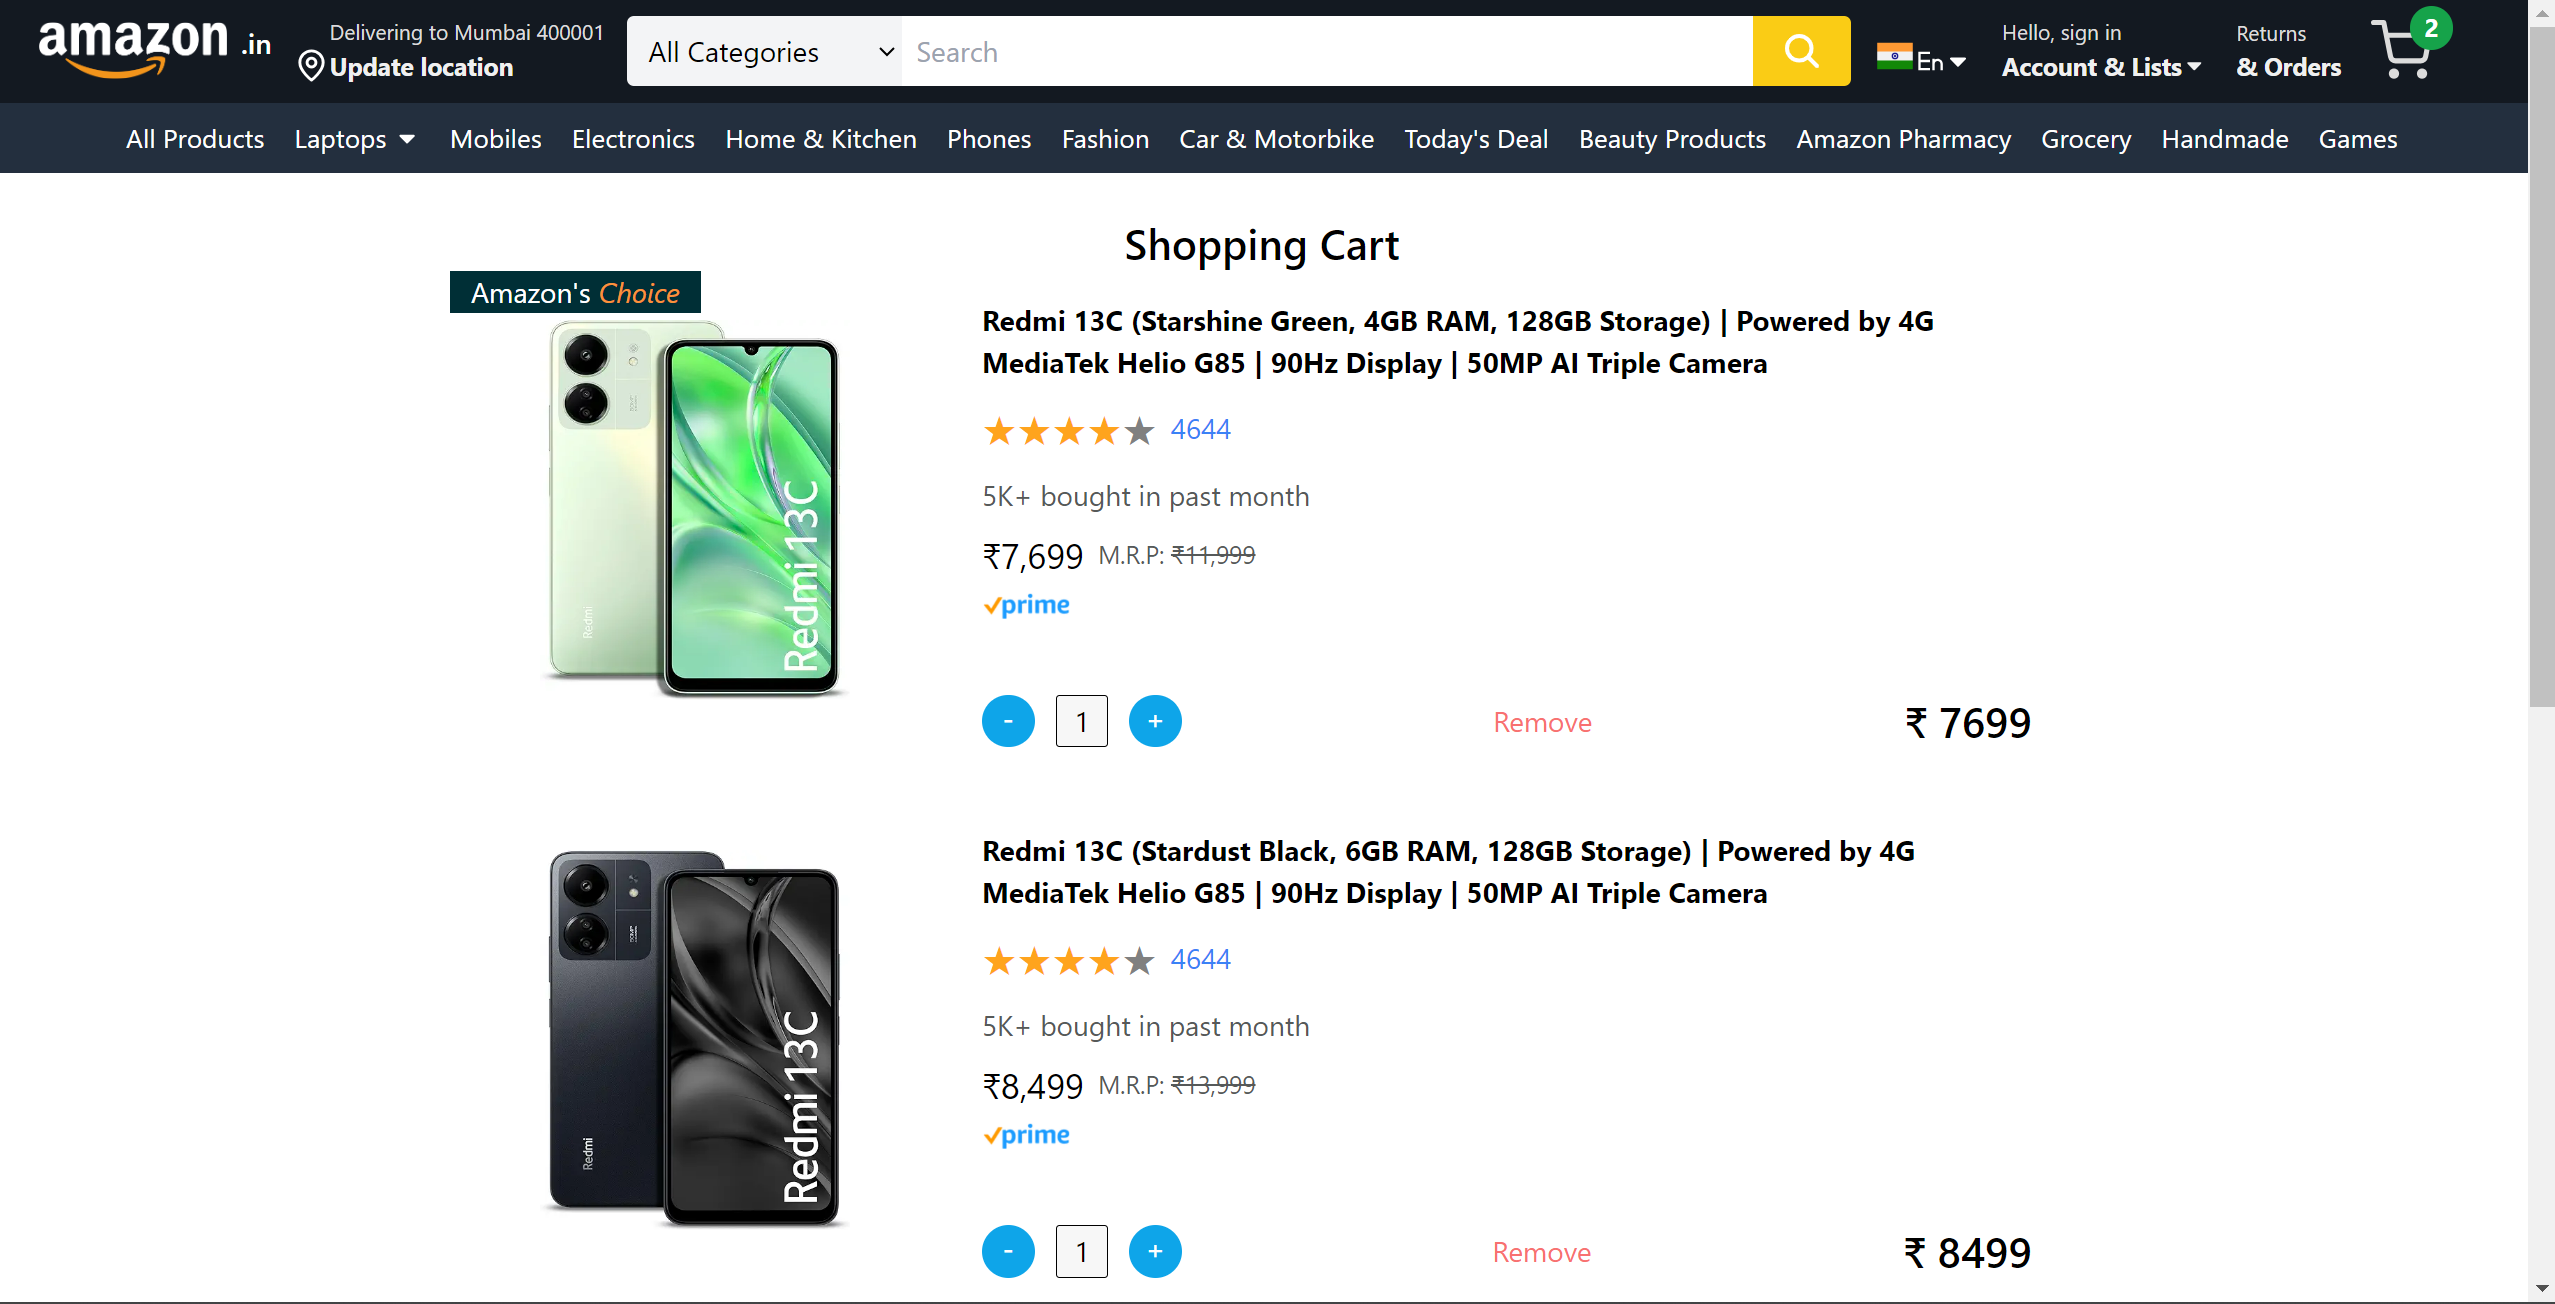 amazon .in
Delivering to Mumbai 400001
Update location
All Categories
Search
En
Hello, sign in
Account & Lists
Returns
& Orders
2
All Products Laptops Mobiles Electronics Home & Kitchen Phones Fashion Car & Motorbike Today's Deal Beauty Products Amazon Pharmacy Grocery Handmade Games
Shopping Cart
Amazon's Choice
Redmi 13C
Redmi
Redmi 13C (Starshine Green, 4GB RAM, 128GB Storage) | Powered by 4G
MediaTek Helio G85 | 90Hz Display | 50MP AI Triple Camera
4644
5K+ bought in past month
₹7,699 M.R.P: ₹11,999
prime
- 1 + Remove ₹ 7699
Redmi 13C
Redmi
Redmi 13C (Stardust Black, 6GB RAM, 128GB Storage) | Powered by 4G
MediaTek Helio G85 | 90Hz Display | 50MP AI Triple Camera
4644
5K+ bought in past month
₹8,499 M.R.P: ₹13,999
prime
- 1 + Remove ₹ 8499